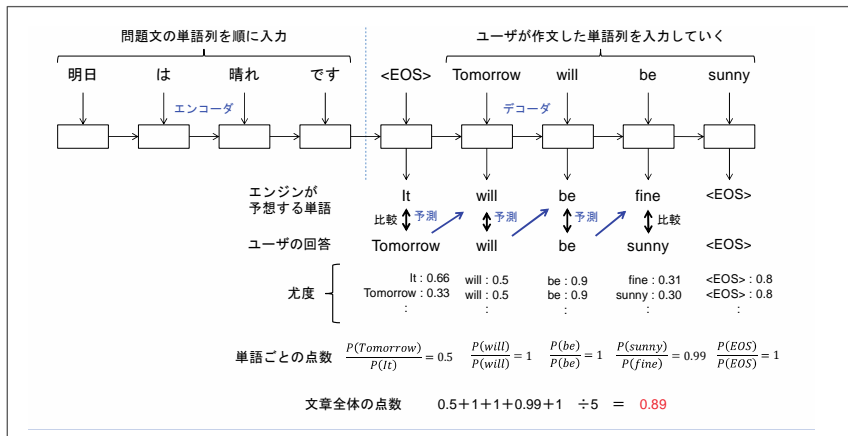 問題文の単語列を順に入力
ユーザが作文した単語列を入力していく
明日 は 晴れ です <EOS> Tomorrow will be sunny
エンコーダ デコーダ
エンジンが
予想する単語
It will be fine <EOS>
比較 予測 予測 予測 比較
ユーザの回答 Tomorrow will be sunny <EOS>
尤度
It : 0.66 will : 0.5 be : 0.9 fine : 0.31 <EOS> : 0.8
Tomorrow : 0.33 will : 0.5 be : 0.9 sunny : 0.30 <EOS> : 0.8
: : : : :
単語ごとの点数 P(Tomorrow)/P(It) = 0.5 P(will)/P(will) = 1 P(be)/P(be) = 1 P(sunny)/P(fine) = 0.99 P(EOS)/P(EOS) = 1
文章全体の点数 0.5+1+1+0.99+1 ÷5 = 0.89